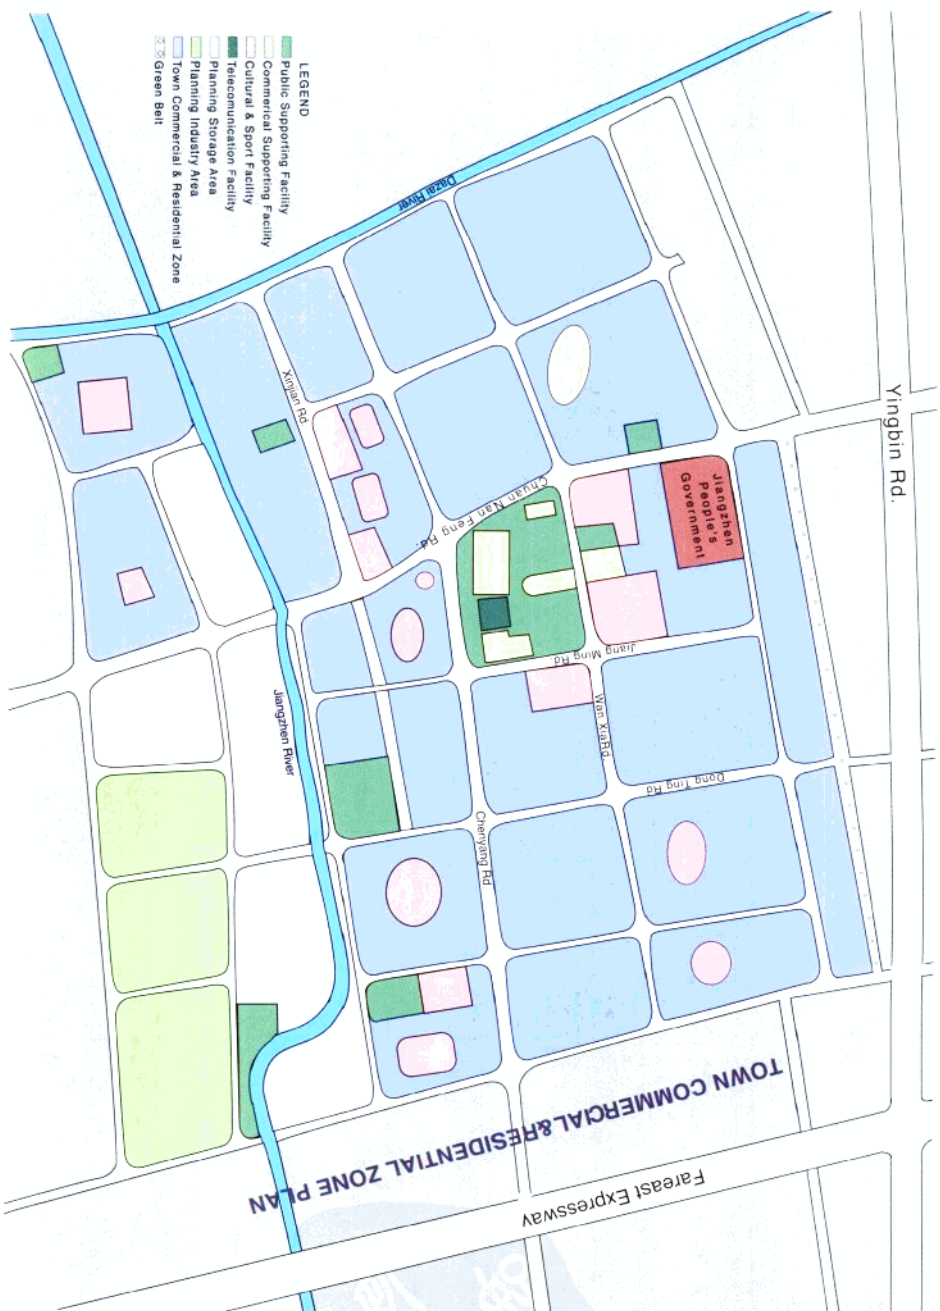 LEGEND
Public Supporting Facility
Commerical Supporting Facility
Cultural & Sport Facility
Telecomunication Facility
Planning Storage Area
Planning Industry Area
Town Commercial & Residential Zone
Green Belt
Dazai River
Yingbin Rd.
Xinjian Rd
Chuan Nan Feng Rd.
Jiangzhen
People's
Government
Jiang Ming Rd.
Wan Xia Rd.
Jiangzhen River
Dong Ting Rd
Chenyang Rd
TOWN COMMERCIAL&RESIDENTIAL ZONE PLAN
Fareast Expressway